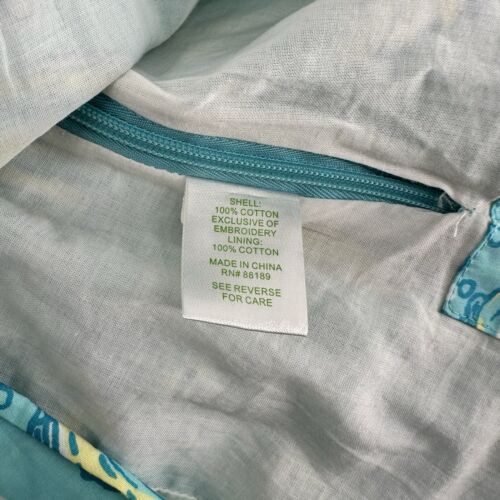 SHELL:
100% COTTON
EXCLUSIVE OF
EMBROIDERY
LINING:
100% COTTON
MADE IN CHINA
RN# 88189
SEE REVERSE
FOR CARE